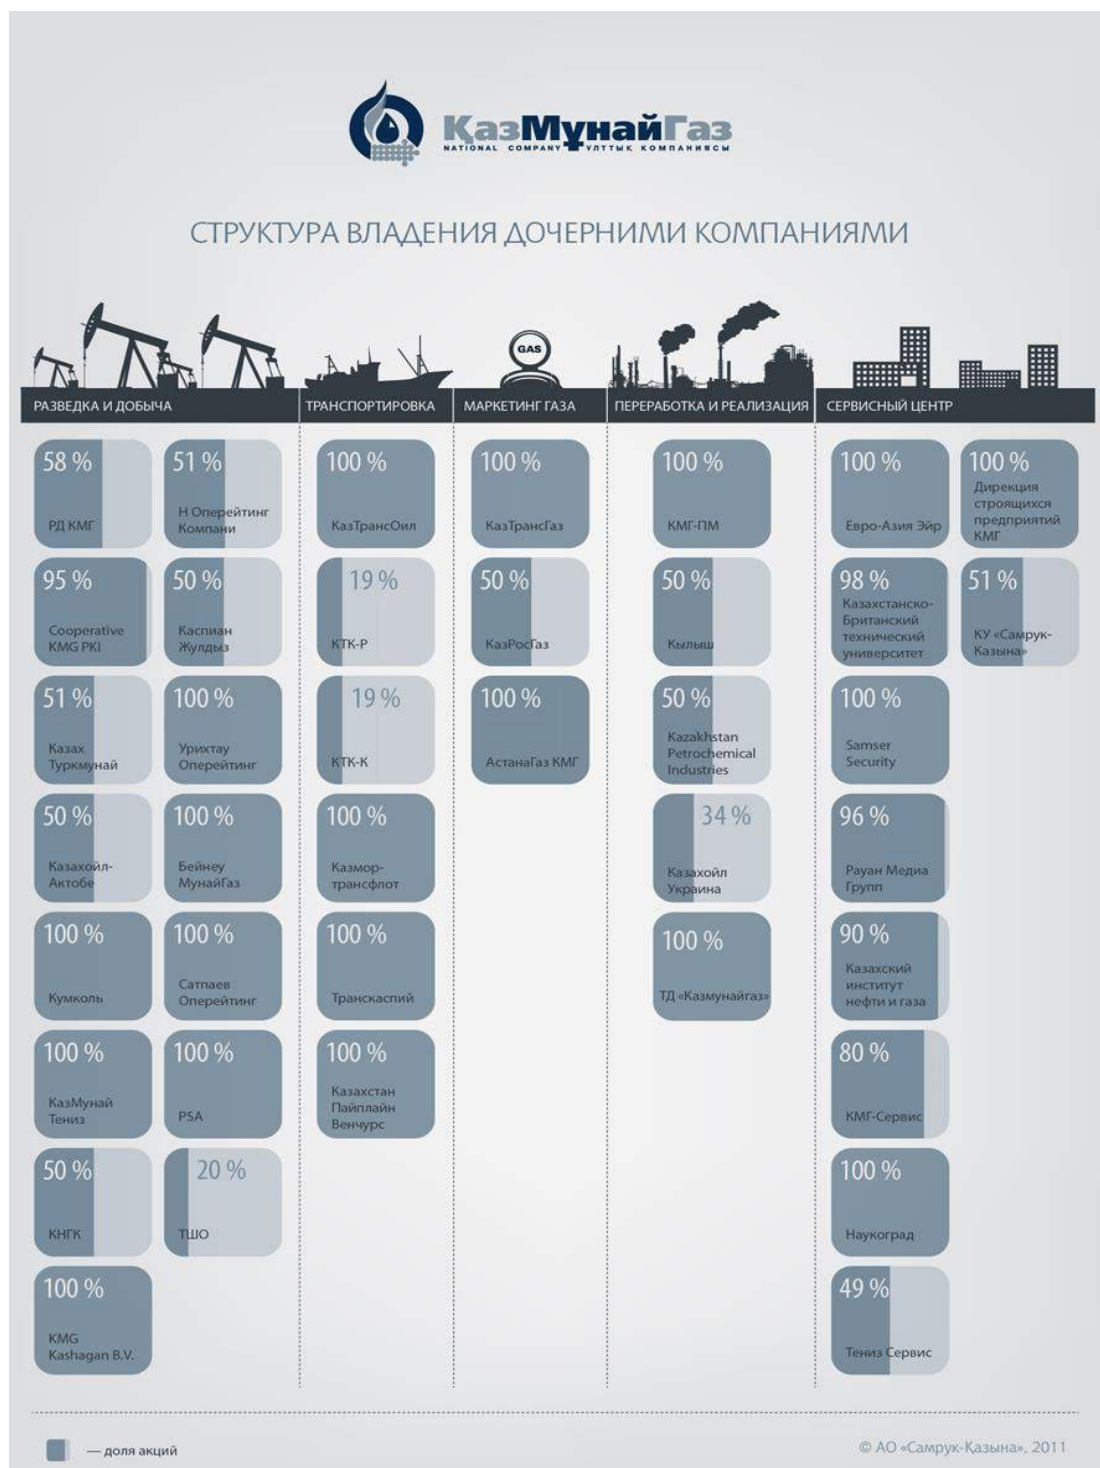 ҚазМұнайГаз
NATIONAL COMPANY ҰЛТТЫҚ КОМПАНИЯСЫ
СТРУКТУРА ВЛАДЕНИЯ ДОЧЕРНИМИ КОМПАНИЯМИ
GAS
РАЗВЕДКА И ДОБЫЧА
58 %
РД КМГ
51 %
Н Оперейтинг
Компани
95 %
Cooperative
KMG PKI
50 %
Каспиан
Жулдыз
51 %
Казах
Туркмунай
100 %
Урихтау
Оперейтинг
50 %
Казахойл-
Актобе
100 %
Бейнеу
МунайГаз
100 %
Кумколь
100 %
Сатпаев
Оперейтинг
100 %
КазМунай
Тениз
100 %
PSA
50 %
КНГК
20 %
ТШО
100 %
KMG
Kashagan B.V.
ТРАНСПОРТИРОВКА
100 %
КазТрансОил
19 %
КТК-Р
19 %
КТК-К
100 %
Казмор-
трансфлот
100 %
Транскаспий
100 %
Казахстан
Пайплайн
Венчурс
МАРКЕТИНГ ГАЗА
100 %
КазТрансГаз
50 %
КазРосГаз
100 %
АстанаГаз КМГ
ПЕРЕРАБОТКА И РЕАЛИЗАЦИЯ
100 %
КМГ-ПМ
50 %
Кылыш
50 %
Kazakhstan
Petrochemical
Industries
34 %
Казахойл
Украина
100 %
ТД «Казмунайгаз»
СЕРВИСНЫЙ ЦЕНТР
100 %
Евро-Азия Эйр
100 %
Дирекция
строящихся
предприятий
КМГ
98 %
Казахстанско-
Британский
технический
университет
51 %
КУ «Самрук-
Казына»
100 %
Samser
Security
96 %
Рауан Медиа
Групп
90 %
Казахский
институт
нефти и газа
80 %
КМГ-Сервис
100 %
Наукоград
49 %
Тениз Сервис
— доля акций
© АО «Самрук-Қазына», 2011